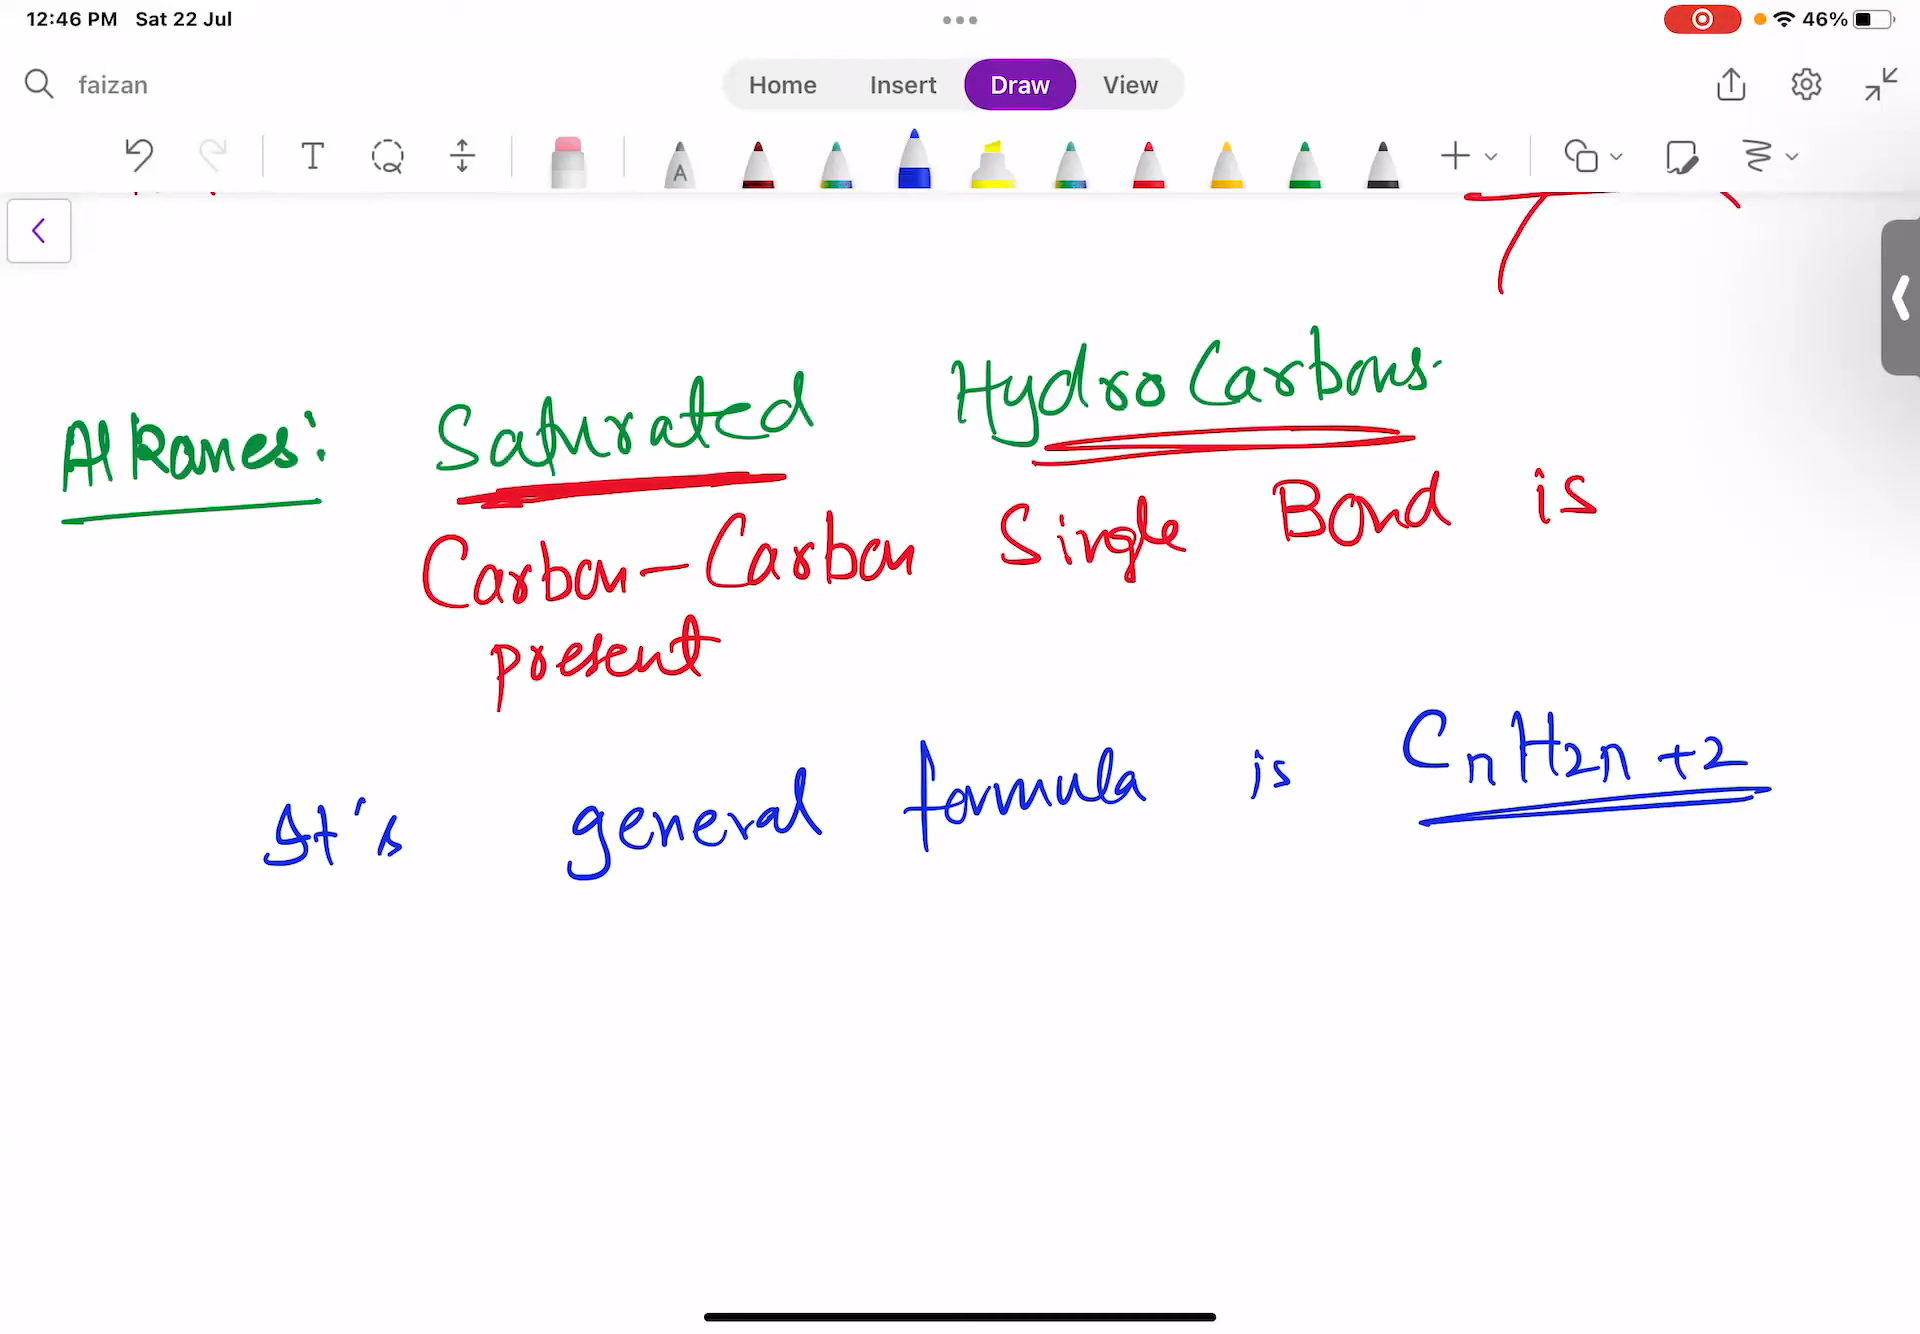 12:46 PM Sat 22 Jul
46%
faizan
Home Insert Draw View
T
A
Alkanes: Saturated HydroCarbons.
Carbon-Carbon Single Bond is
present
It's general formula is CnH2n+2